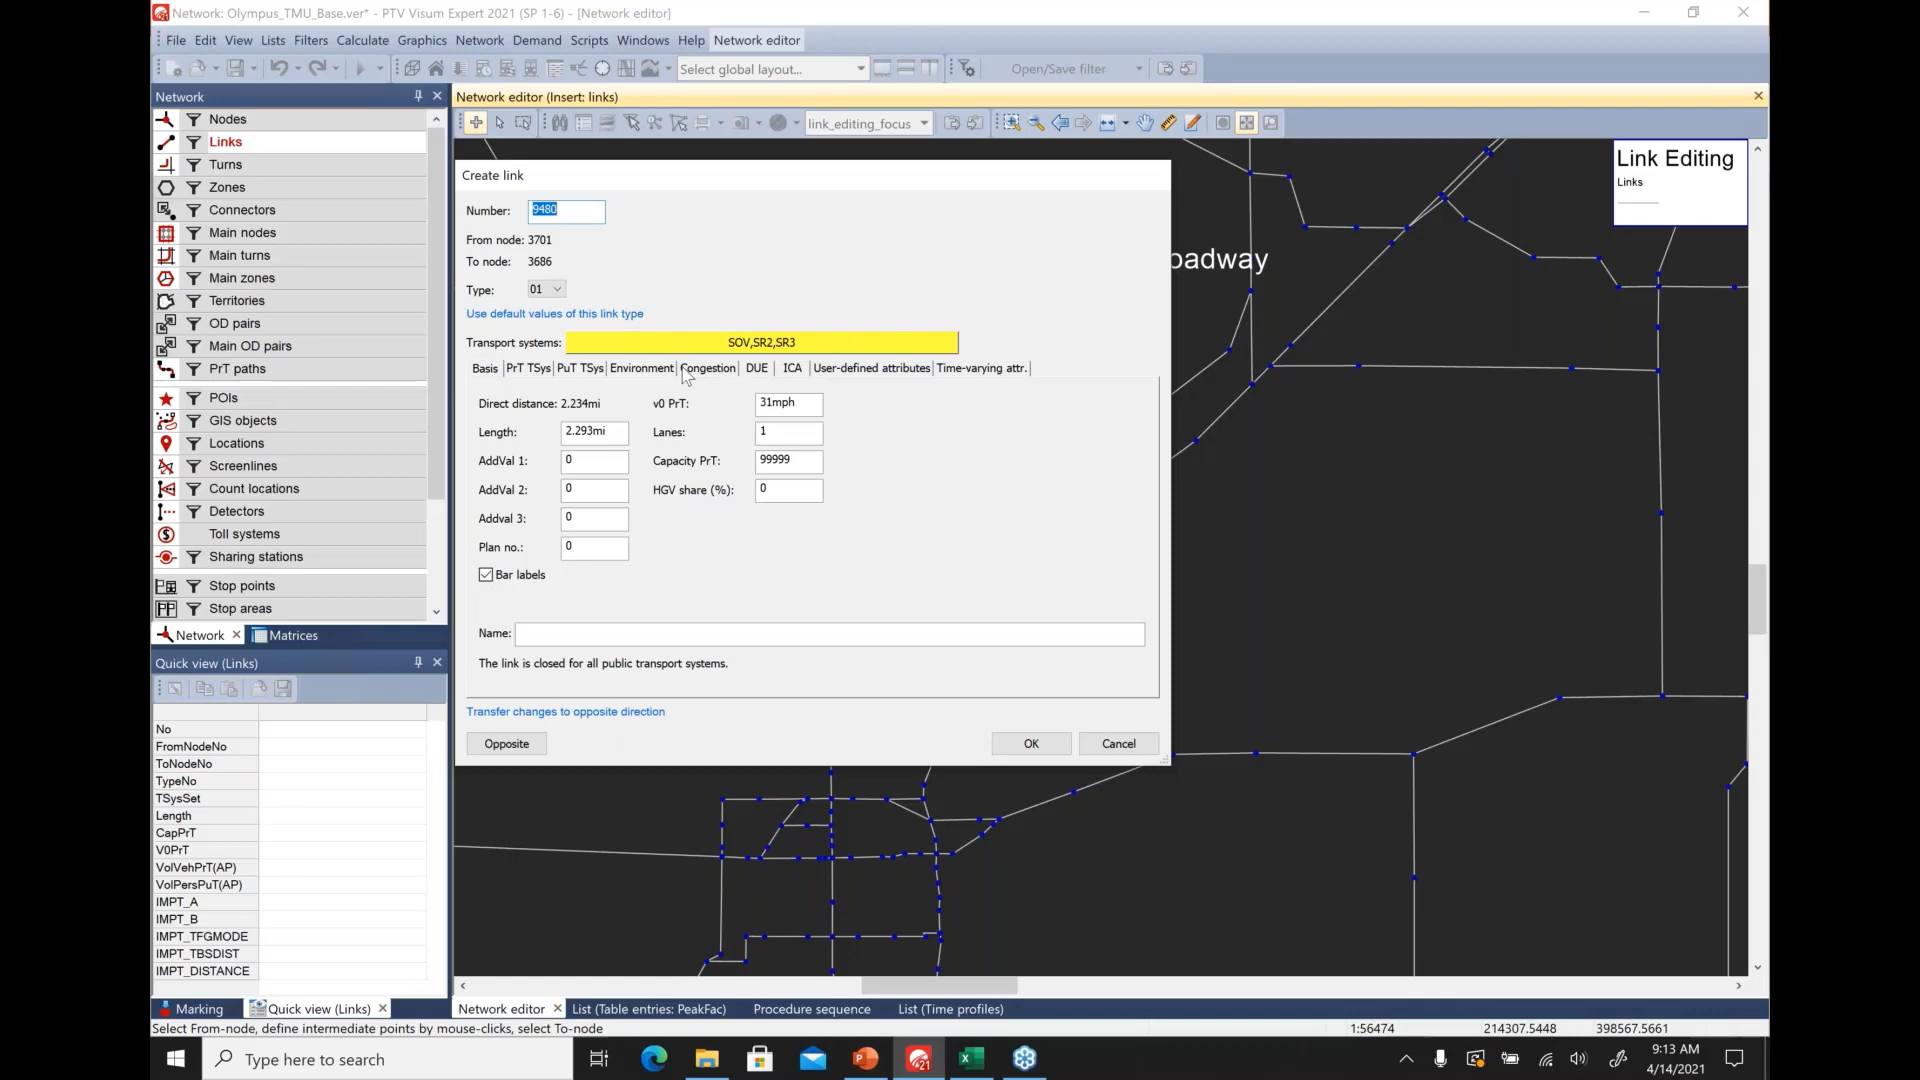 Network: Olympus_TMU_Base.ver* - PTV Visum Expert 2021 (SP 1-6) - [Network editor]
File Edit View Lists Filters Calculate Graphics Network Demand Scripts Windows Help Network editor
Select global layout... Open/Save filter
Network
Nodes
Links
Turns
Zones
Connectors
Main nodes
Main turns
Main zones
Territories
OD pairs
Main OD pairs
PrT paths
POIs
GIS objects
Locations
Screenlines
Count locations
Detectors
Toll systems
Sharing stations
Stop points
Stop areas
Network Matrices
Quick view (Links)
No
FromNodeNo
ToNodeNo
TypeNo
TSysSet
Length
CapPrT
V0PrT
VolVehPrT(AP)
VolPersPuT(AP)
IMPT_A
IMPT_B
IMPT_TFGMODE
IMPT_TBSDIST
IMPT_DISTANCE
Marking Quick view (Links)
Network editor (Insert: links)
link_editing_focus
Link Editing
Links
oadway
Create link
Number: 9480
From node: 3701
To node: 3686
Type: 01
Use default values of this link type
Transport systems: SOV,SR2,SR3
Basis PrT TSys PuT TSys Environment Congestion DUE ICA User-defined attributes Time-varying attr.
Direct distance: 2.234mi v0 PrT: 31mph
Length: 2.293mi Lanes: 1
AddVal 1: 0 Capacity PrT: 99999
AddVal 2: 0 HGV share (%): 0
Addval 3: 0
Plan no.: 0
Bar labels
Name:
The link is closed for all public transport systems.
Transfer changes to opposite direction
Opposite OK Cancel
Network editor List (Table entries: PeakFac) Procedure sequence List (Time profiles)
Select From-node, define intermediate points by mouse-clicks, select To-node 1:56474 214307.5448 398567.5661
Type here to search
21
9:13 AM
4/14/2021